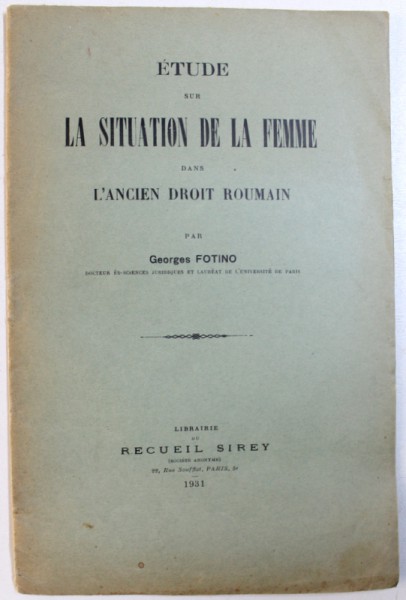 ÉTUDE
SUR
LA SITUATION DE LA FEMME
DANS
L'ANCIEN DROIT ROUMAIN
PAR
Georges FOTINO
DOCTEUR ÈS-SCIENCES JURIDIQUES ET LAURÉAT DE L'UNIVERSITÉ DE PARIS
LIBRAIRIE
DU
RECUEIL SIREY
(SOCIÉTÉ ANONYME)
22, Rue Soufflot, PARIS, 5e
1931